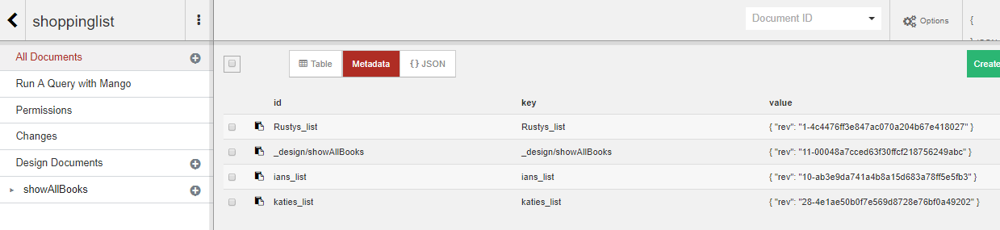 shoppinglist
Document ID
Options
{
All Documents
Run A Query with Mango
Permissions
Changes
Design Documents
showAllBooks
Table
Metadata
{} JSON
Create
id key value
Rustys_list Rustys_list { "rev": "1-4c4476ff3e847ac070a204b67e418027" }
_design/showAllBooks _design/showAllBooks { "rev": "11-00048a7cced63f30ffcf218756249abc" }
ians_list ians_list { "rev": "10-ab3e9da741a4b8a15d683a78ff5e5fb3" }
katies_list katies_list { "rev": "28-4e1ae50b0f7e569d8728e76bf0a49202" }